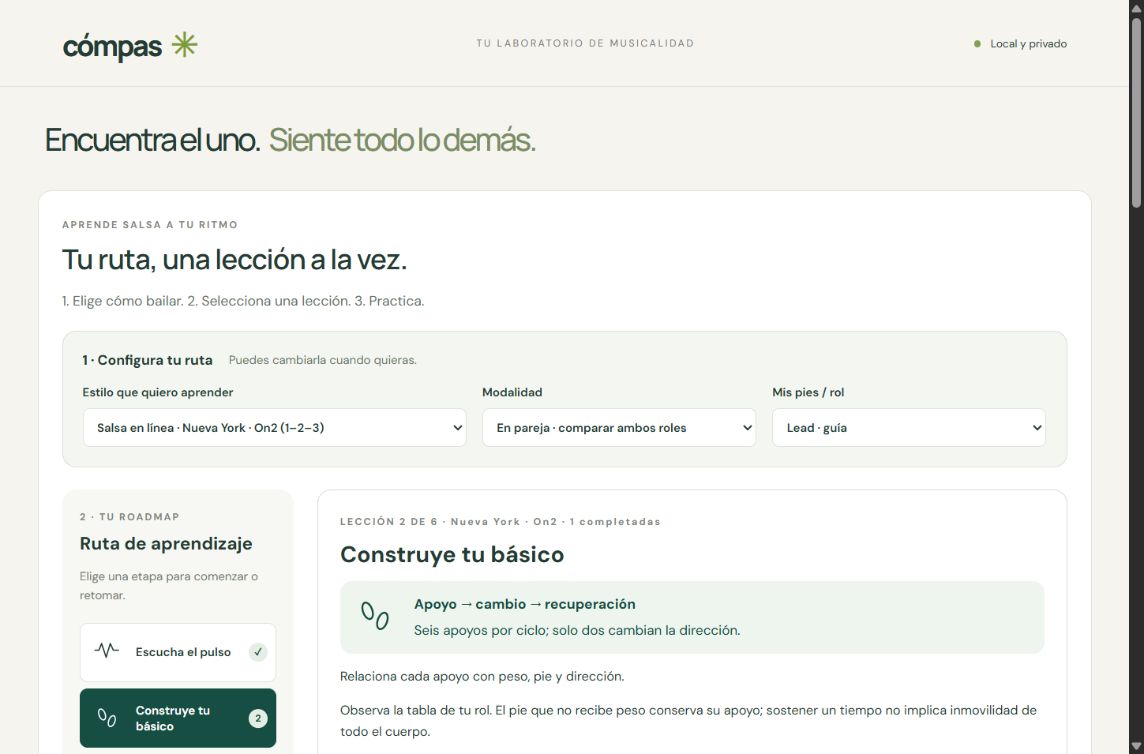 cómpas
TU LABORATORIO DE MUSICALIDAD
Local y privado
Encuentra el uno. Siente todo lo demás.
APRENDE SALSA A TU RITMO
Tu ruta, una lección a la vez.
1. Elige cómo bailar. 2. Selecciona una lección. 3. Practica.
1 · Configura tu ruta Puedes cambiarla cuando quieras.
Estilo que quiero aprender
Salsa en línea · Nueva York · On2 (1–2–3)
Modalidad
En pareja · comparar ambos roles
Mis pies / rol
Lead · guía
2 · TU ROADMAP
Ruta de aprendizaje
Elige una etapa para comenzar o
retomar.
Escucha el pulso ✓
Construye tu
básico
2
LECCIÓN 2 DE 6 · Nueva York · On2 · 1 completadas
Construye tu básico
Apoyo → cambio → recuperación
Seis apoyos por ciclo; solo dos cambian la dirección.
Relaciona cada apoyo con peso, pie y dirección.
Observa la tabla de tu rol. El pie que no recibe peso conserva su apoyo; sostener un tiempo no implica inmovilidad de
todo el cuerpo.